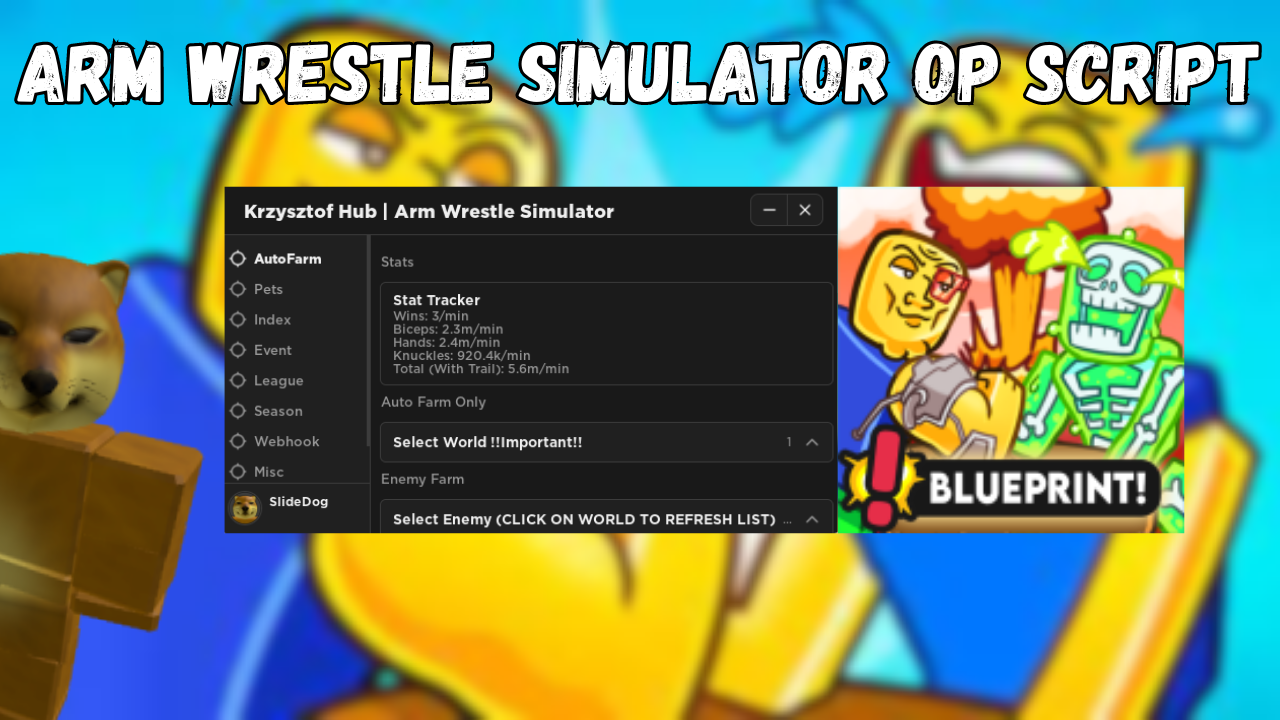 ARM WRESTLE SIMULATOR OP SCRIPT
Krzysztof Hub | Arm Wrestle Simulator
AutoFarm
Pets
Index
Event
League
Season
Webhook
Misc
SlideDog
Stats
Stat Tracker
Wins: 3/min
Biceps: 2.3m/min
Hands: 2.4m/min
Knuckles: 920.4k/min
Total (With Trail): 5.6m/min
Auto Farm Only
Select World !!Important!! 1
Enemy Farm
Select Enemy (CLICK ON WORLD TO REFRESH LIST) ...
BLUEPRINT!